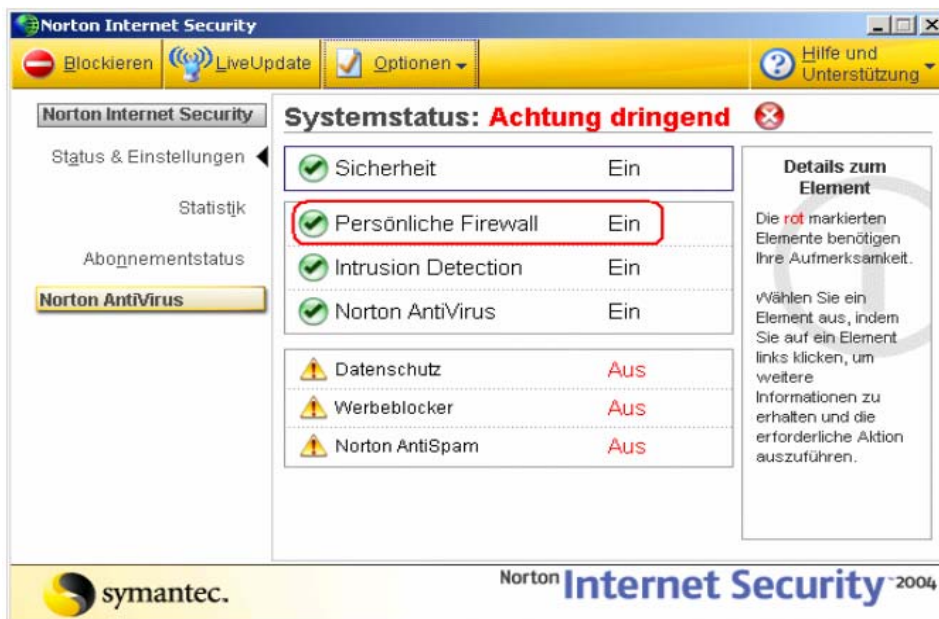 Norton Internet Security
Blockieren
LiveUpdate
Optionen
Hilfe und
Unterstützung
Norton Internet Security
Status & Einstellungen
Statistik
Abonnementstatus
Norton AntiVirus
Systemstatus: Achtung dringend
Sicherheit Ein
Persönliche Firewall Ein
Intrusion Detection Ein
Norton AntiVirus Ein
Datenschutz Aus
Werbeblocker Aus
Norton AntiSpam Aus
Details zum
Element
Die rot markierten
Elemente benötigen
Ihre Aufmerksamkeit.
Wählen Sie ein
Element aus, indem
Sie auf ein Element
links klicken, um
weitere
Informationen zu
erhalten und die
erforderliche Aktion
auszuführen.
symantec.
Norton Internet Security 2004